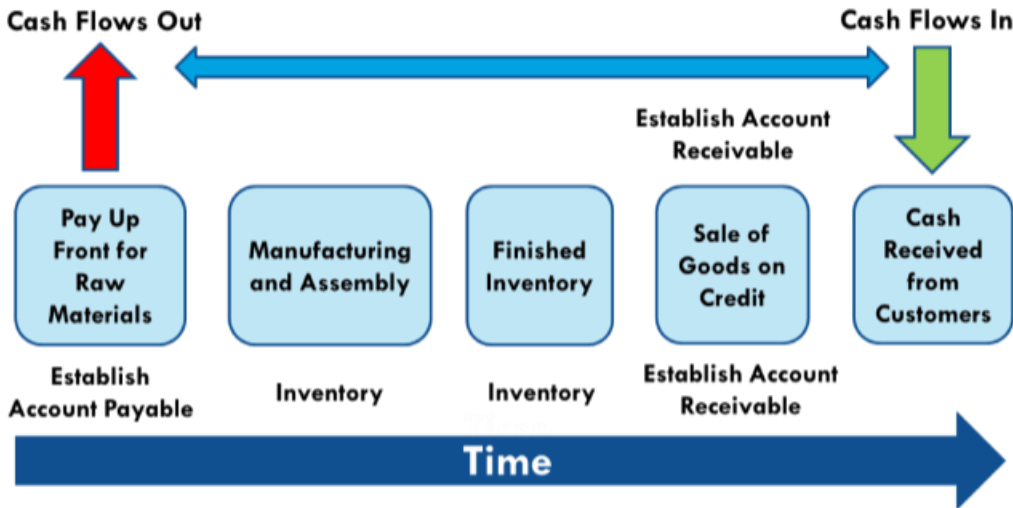 Cash Flows Out
Cash Flows In
Establish Account
Receivable
Pay Up
Front for
Raw
Materials
Manufacturing
and Assembly
Finished
Inventory
Sale of
Goods on
Credit
Cash
Received
from
Customers
Establish
Account Payable
Inventory
Inventory
Establish Account
Receivable
Time